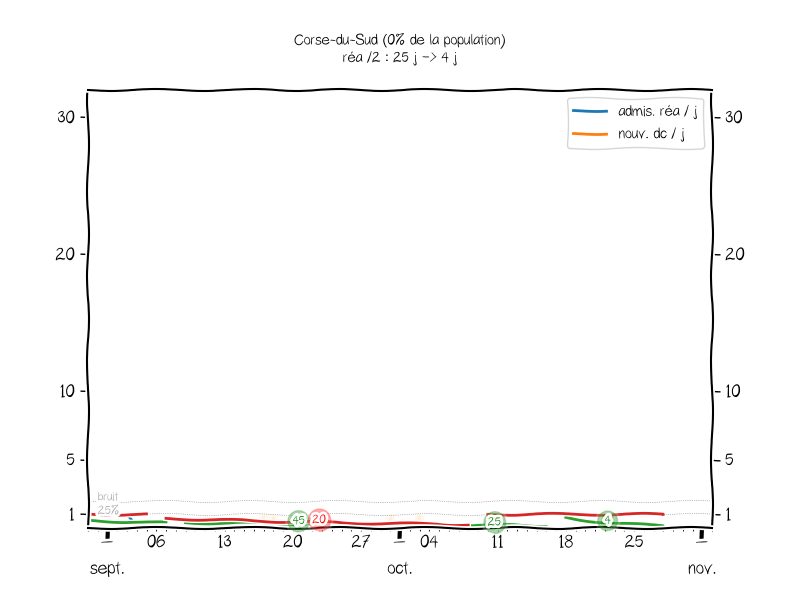 Corse-du-Sud (0% de la population)
réa /2 : 25 j -> 4 j
admis. réa / j
nouv. dc / j
30
30
20
20
10
10
5
5
bruit
25%
1
1
45
20
25
4
06
13
20
27
04
11
18
25
sept.
oct.
nov.